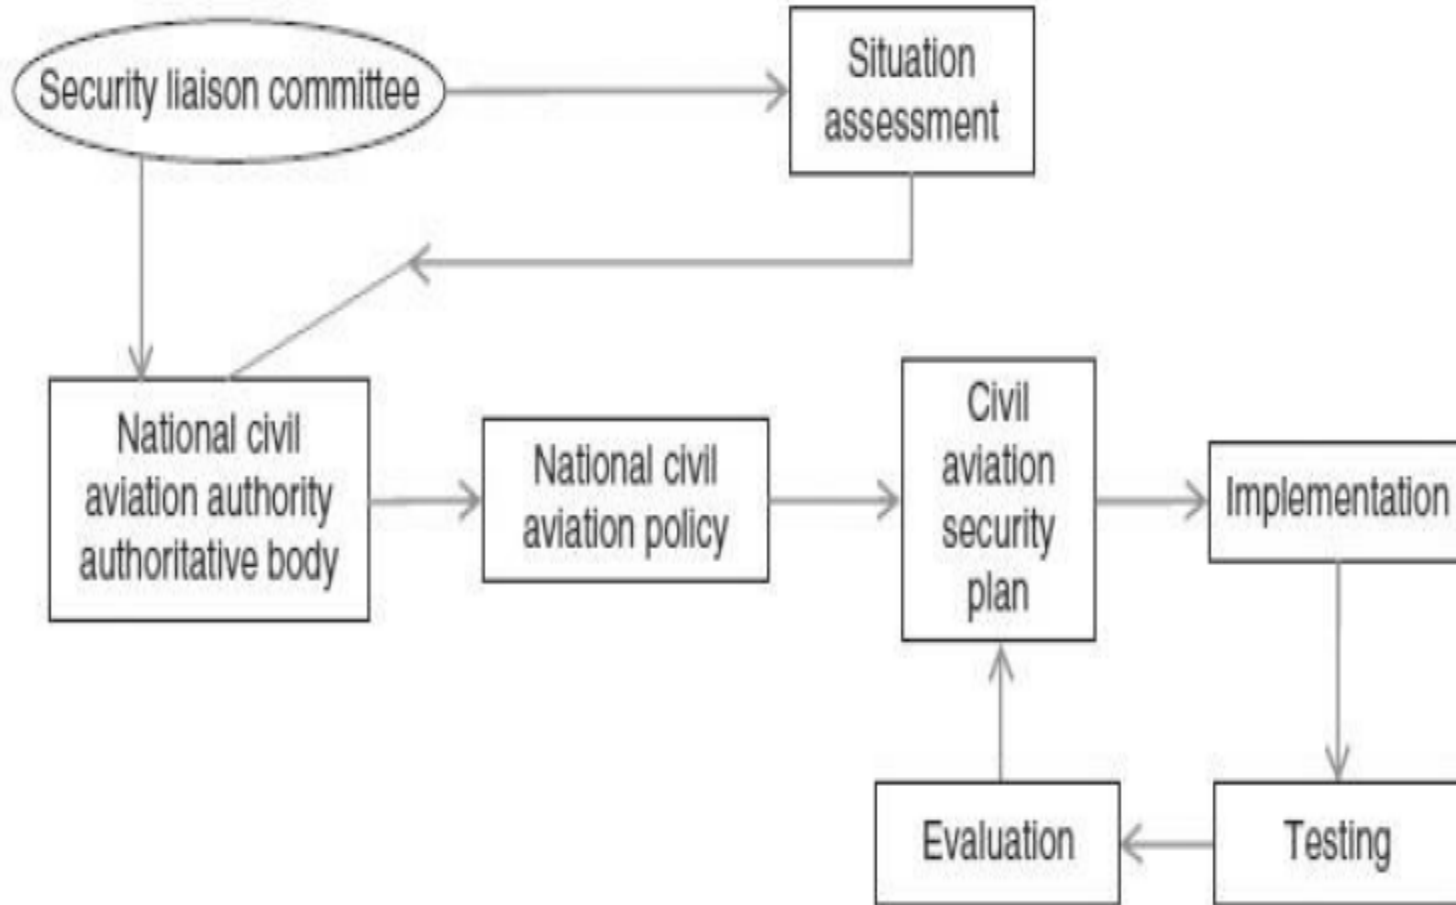 Security liaison committee
Situation
assessment
National civil
aviation authority
authoritative body
National civil
aviation policy
Civil
aviation
security
plan
Implementation
Evaluation
Testing